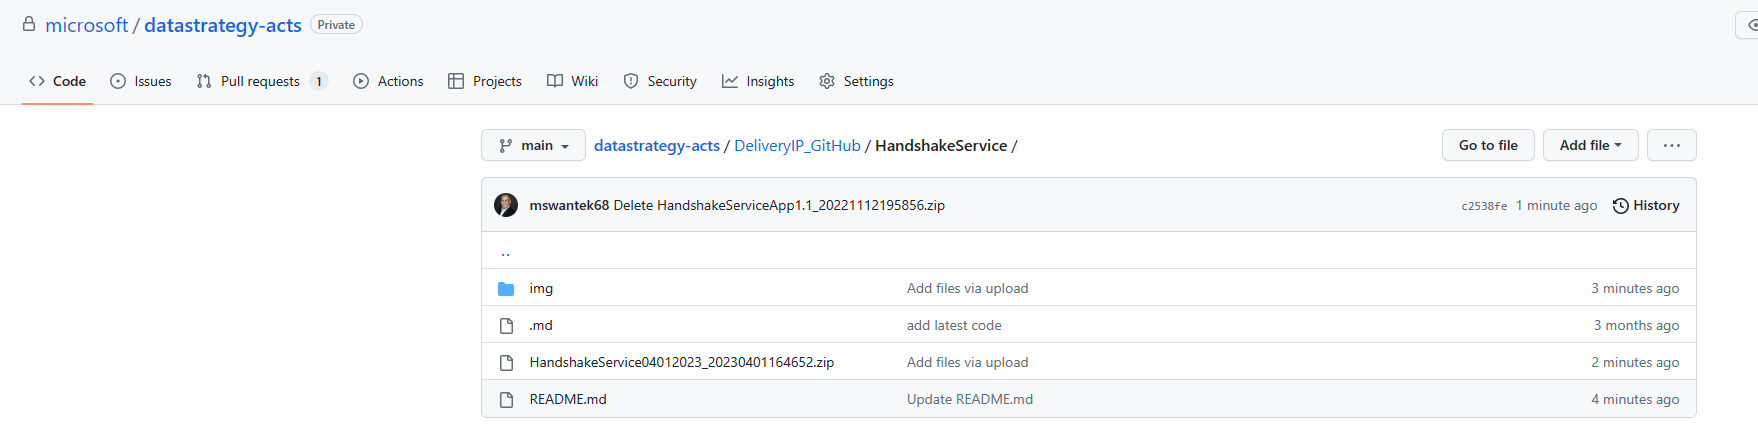 microsoft / datastrategy-acts Private
Code Issues Pull requests 1 Actions Projects Wiki Security Insights Settings
main datastrategy-acts / DeliveryIP_GitHub / HandshakeService / Go to file Add file ...
mswantek68 Delete HandshakeServiceApp1.1_20221112195856.zip c2538fe 1 minute ago History
..
img Add files via upload 3 minutes ago
.md add latest code 3 months ago
HandshakeService04012023_20230401164652.zip Add files via upload 2 minutes ago
README.md Update README.md 4 minutes ago